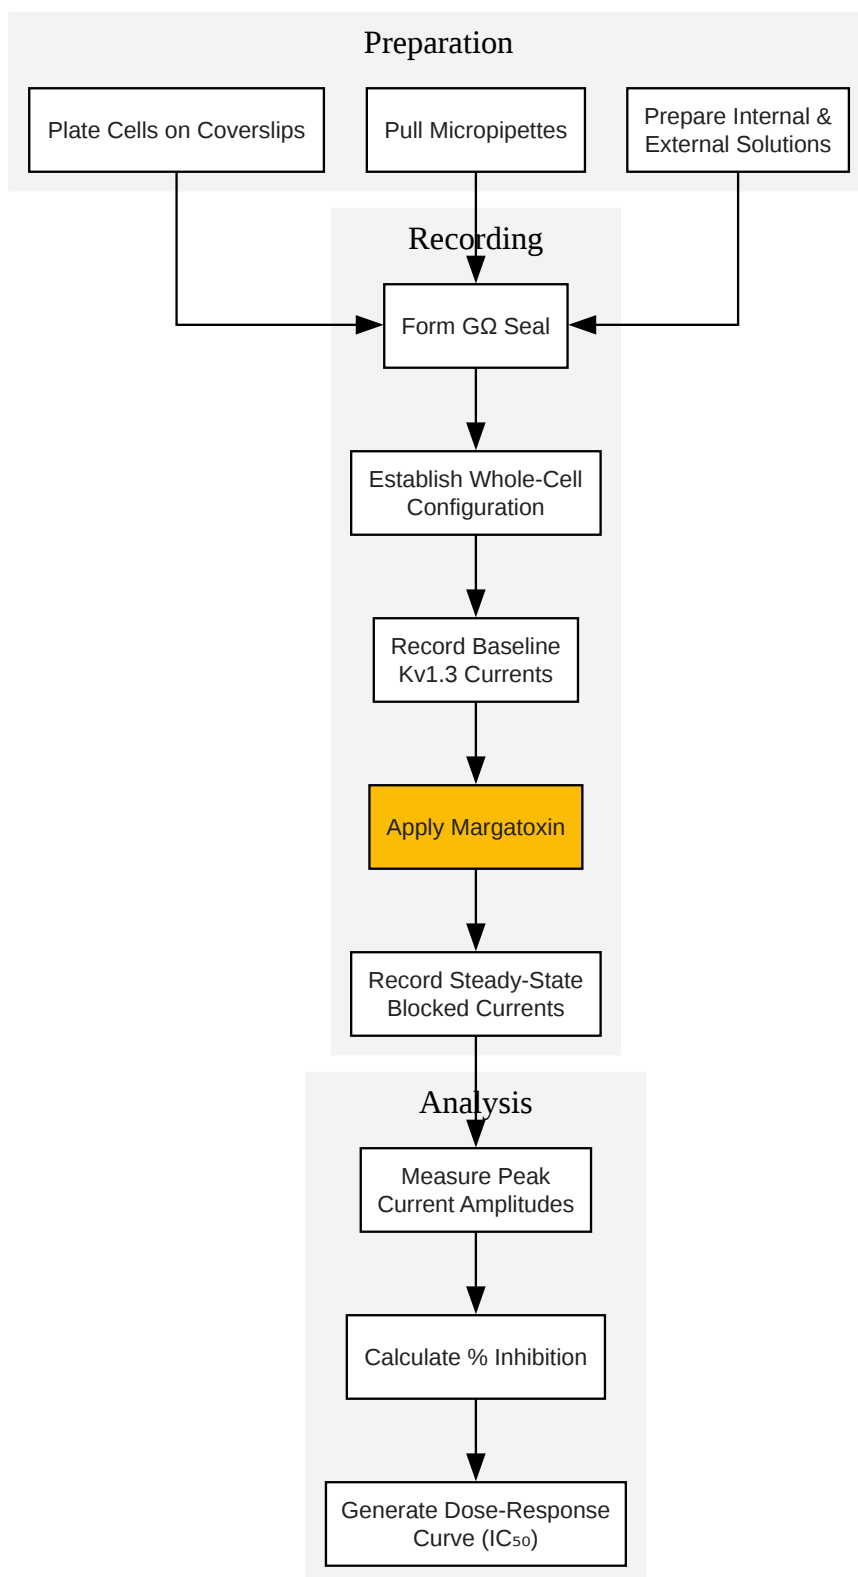 Preparation
Plate Cells on Coverslips
Pull Micropipettes
Prepare Internal &
External Solutions
Recording
Form GΩ Seal
Establish Whole-Cell
Configuration
Record Baseline
Kv1.3 Currents
Apply Margatoxin
Record Steady-State
Blocked Currents
Analysis
Measure Peak
Current Amplitudes
Calculate % Inhibition
Generate Dose-Response
Curve (IC₅₀)